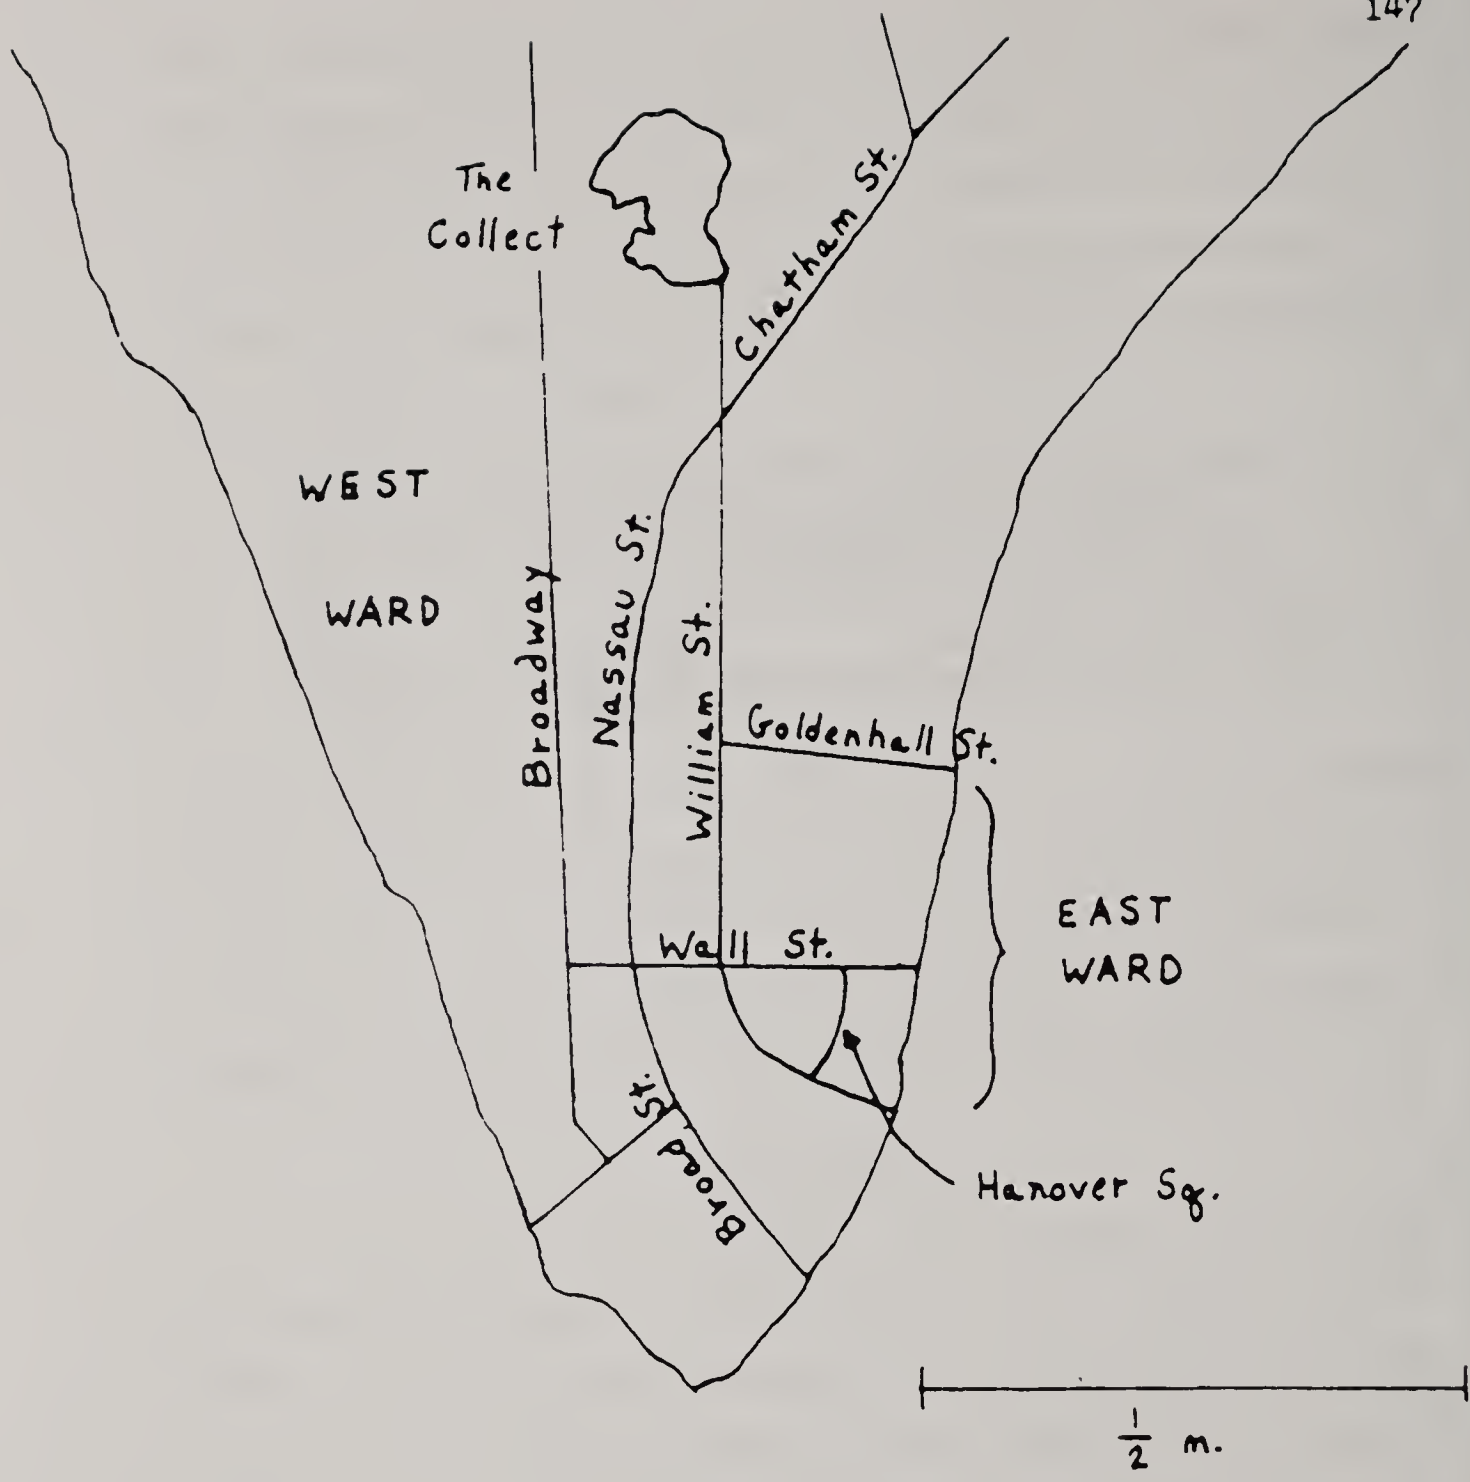 147
The
Collect
Chatham St.
WEST
WARD
Broadway
Nassau St.
William St.
Goldenhall St.
EAST
WARD
Wall St.
Broad St.
Hanover Sq.
1/2 m.